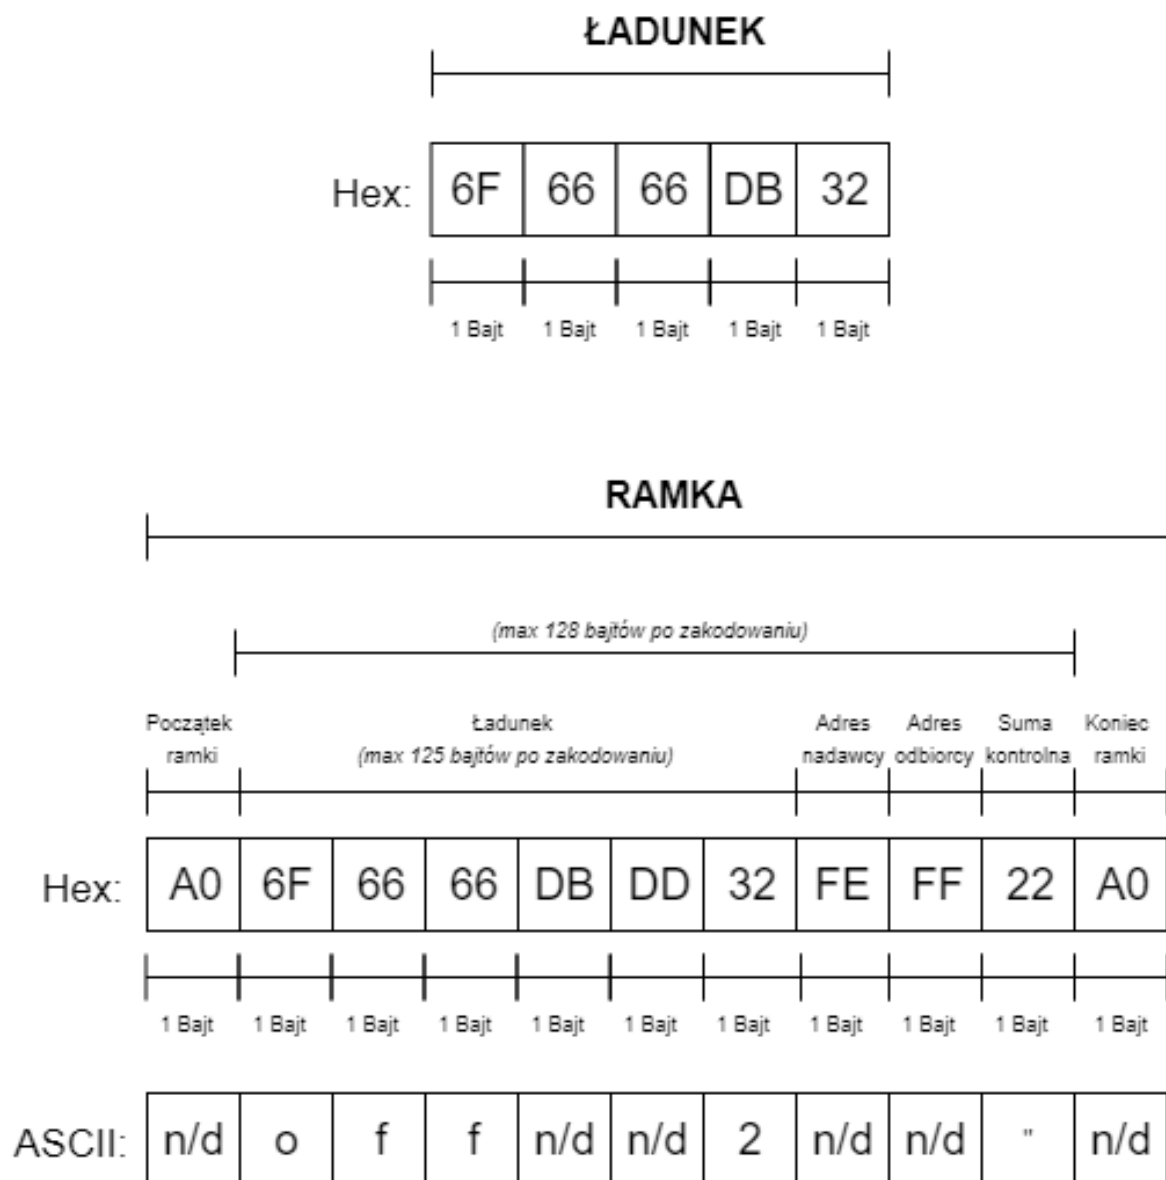 ŁADUNEK
Hex: 6F 66 66 DB 32
1 Bajt 1 Bajt 1 Bajt 1 Bajt 1 Bajt
RAMKA
(max 128 bajtów po zakodowaniu)
Początek Ładunek Adres Adres Suma Koniec
ramki (max 125 bajtów po zakodowaniu) nadawcy odbiorcy kontrolna ramki
Hex: A0 6F 66 66 DB DD 32 FE FF 22 A0
1 Bajt 1 Bajt 1 Bajt 1 Bajt 1 Bajt 1 Bajt 1 Bajt 1 Bajt 1 Bajt 1 Bajt 1 Bajt
ASCII: n/d o f f n/d n/d 2 n/d n/d " n/d